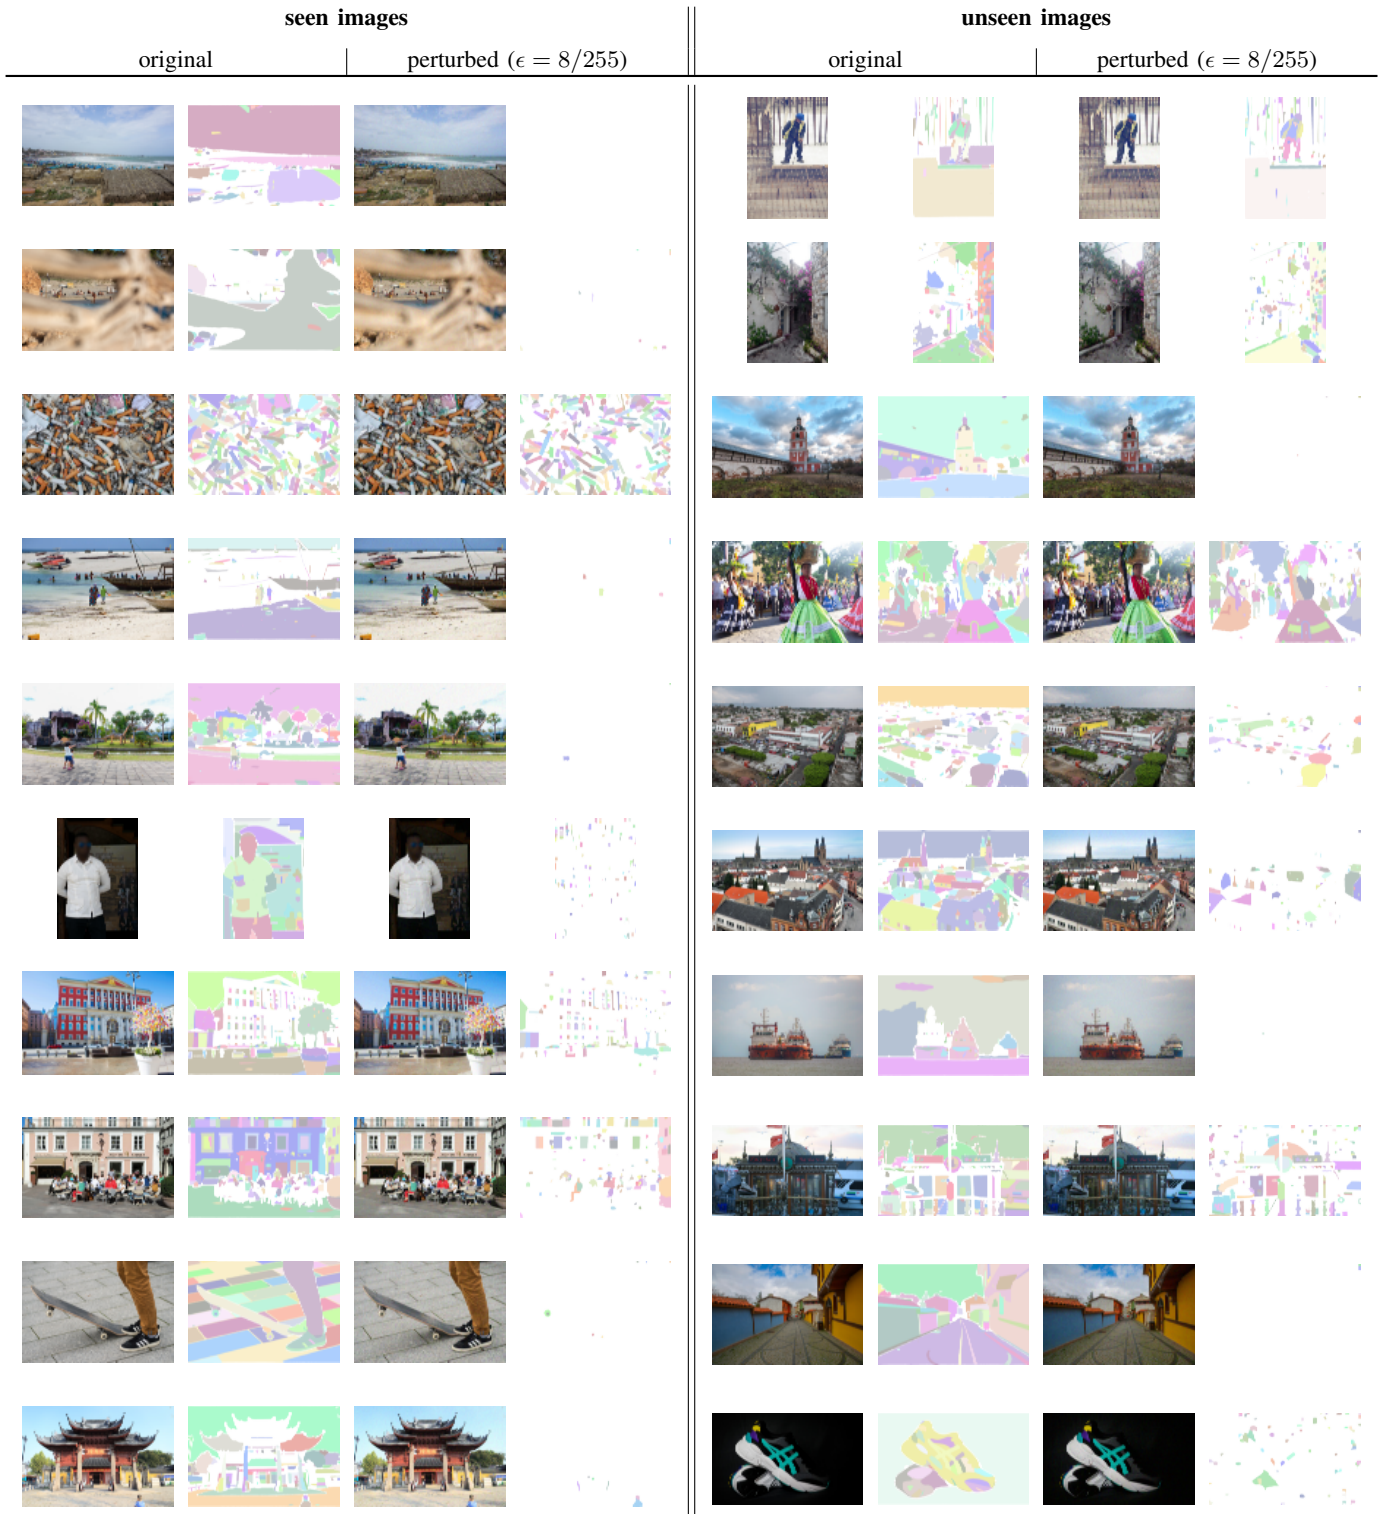 seen images
unseen images
original
perturbed (ϵ = 8/255)
original
perturbed (ϵ = 8/255)